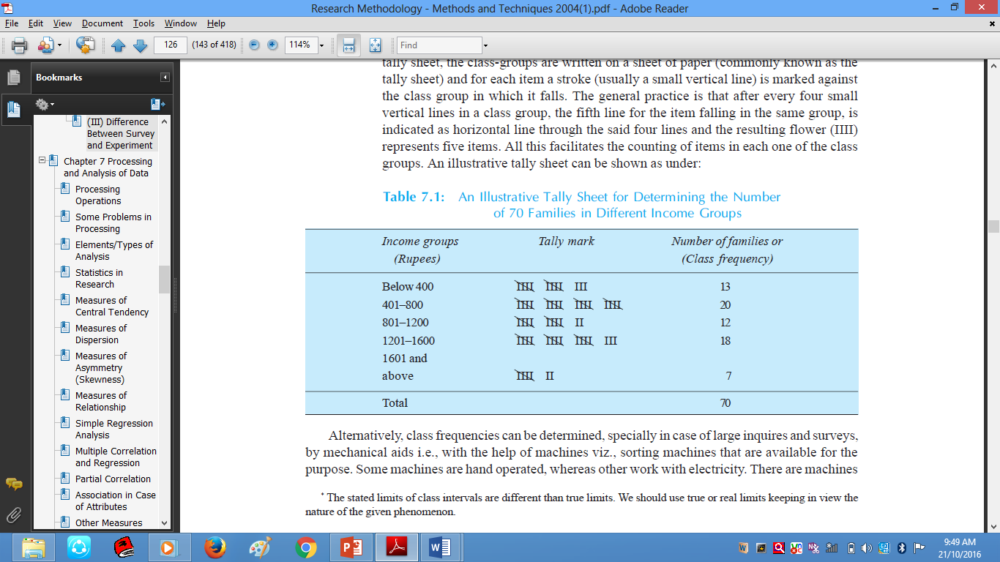 Research Methodology - Methods and Techniques 2004(1).pdf - Adobe Reader
File Edit View Document Tools Window Help
126 (143 of 418) 114% Find
Bookmarks
(III) Difference
Between Survey
and Experiment
Chapter 7 Processing
and Analysis of Data
Processing
Operations
Some Problems in
Processing
Elements/Types of
Analysis
Statistics in
Research
Measures of
Central Tendency
Measures of
Dispersion
Measures of
Asymmetry
(Skewness)
Measures of
Relationship
Simple Regression
Analysis
Multiple Correlation
and Regression
Partial Correlation
Association in Case
of Attributes
Other Measures
tally sheet, the class-groups are written on a sheet of paper (commonly known as the
tally sheet) and for each item a stroke (usually a small vertical line) is marked against
the class group in which it falls. The general practice is that after every four small
vertical lines in a class group, the fifth line for the item falling in the same group, is
indicated as horizontal line through the said four lines and the resulting flower (IIII)
represents five items. All this facilitates the counting of items in each one of the class
groups. An illustrative tally sheet can be shown as under:
Table 7.1: An Illustrative Tally Sheet for Determining the Number
of 70 Families in Different Income Groups
Income groups Tally mark Number of families or
(Rupees) (Class frequency)
Below 400 IIII IIII III 13
401–800 IIII IIII IIII IIII 20
801–1200 IIII IIII II 12
1201–1600 IIII IIII IIII III 18
1601 and
above IIII II 7
Total 70
Alternatively, class frequencies can be determined, specially in case of large inquires and surveys,
by mechanical aids i.e., with the help of machines viz., sorting machines that are available for the
purpose. Some machines are hand operated, whereas other work with electricity. There are machines
* The stated limits of class intervals are different than true limits. We should use true or real limits keeping in view the
nature of the given phenomenon.
9:49 AM
21/10/2016